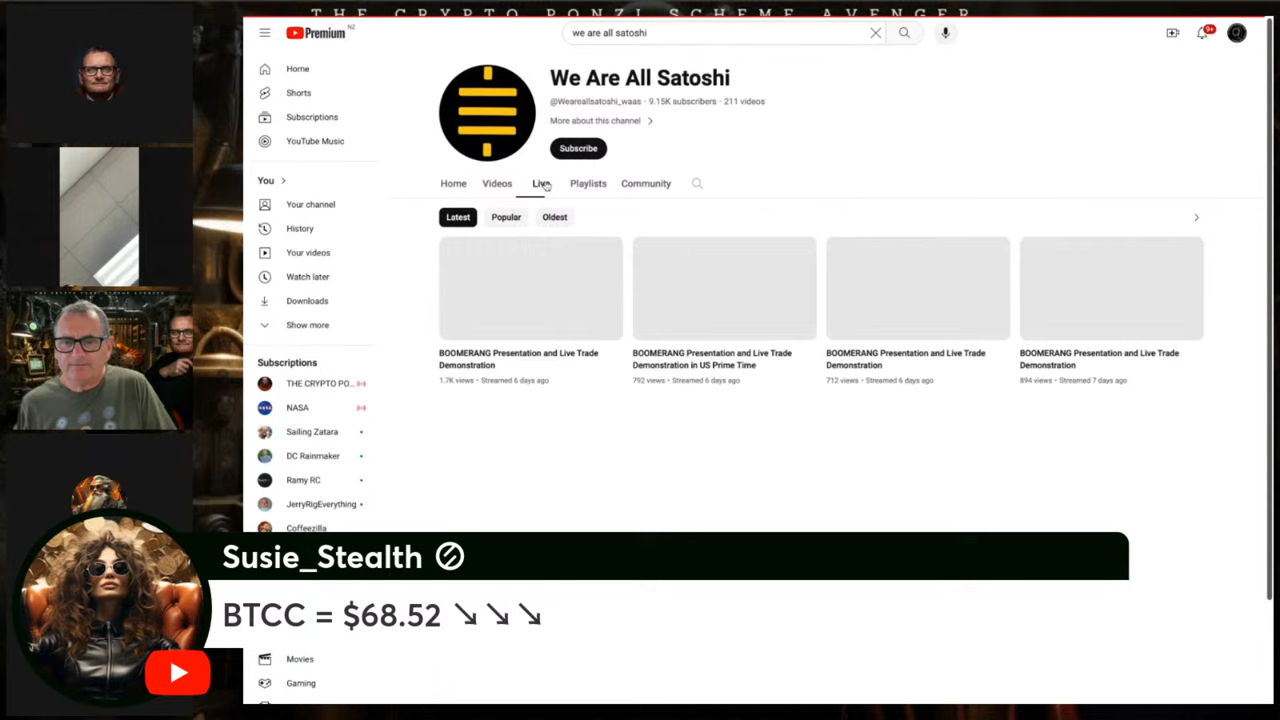 THE CRYPTO PONZI SCHEME AVENGER
Premium NZ
we are all satoshi
9+
Home
Shorts
Subscriptions
YouTube Music
You
Your channel
History
Your videos
Watch later
Downloads
Show more
Subscriptions
THE CRYPTO PO...
NASA
Sailing Zatara
DC Rainmaker
Ramy RC
JerryRigEverything
Coffeezilla
Movies
Gaming
We Are All Satoshi
@Weareallsatoshi_waas · 9.15K subscribers · 211 videos
More about this channel
Subscribe
Home Videos Live Playlists Community
Latest Popular Oldest
BOOMERANG Presentation and Live Trade
Demonstration
1.7K views · Streamed 6 days ago
BOOMERANG Presentation and Live Trade
Demonstration in US Prime Time
792 views · Streamed 6 days ago
BOOMERANG Presentation and Live Trade
Demonstration
712 views · Streamed 6 days ago
BOOMERANG Presentation and Live Trade
Demonstration
894 views · Streamed 7 days ago
Susie_Stealth
BTCC = $68.52 ↘↘↘